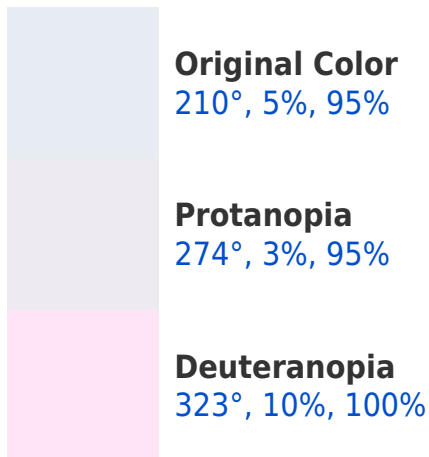 Original Color
210°, 5%, 95%
Protanopia
274°, 3%, 95%
Deuteranopia
323°, 10%, 100%